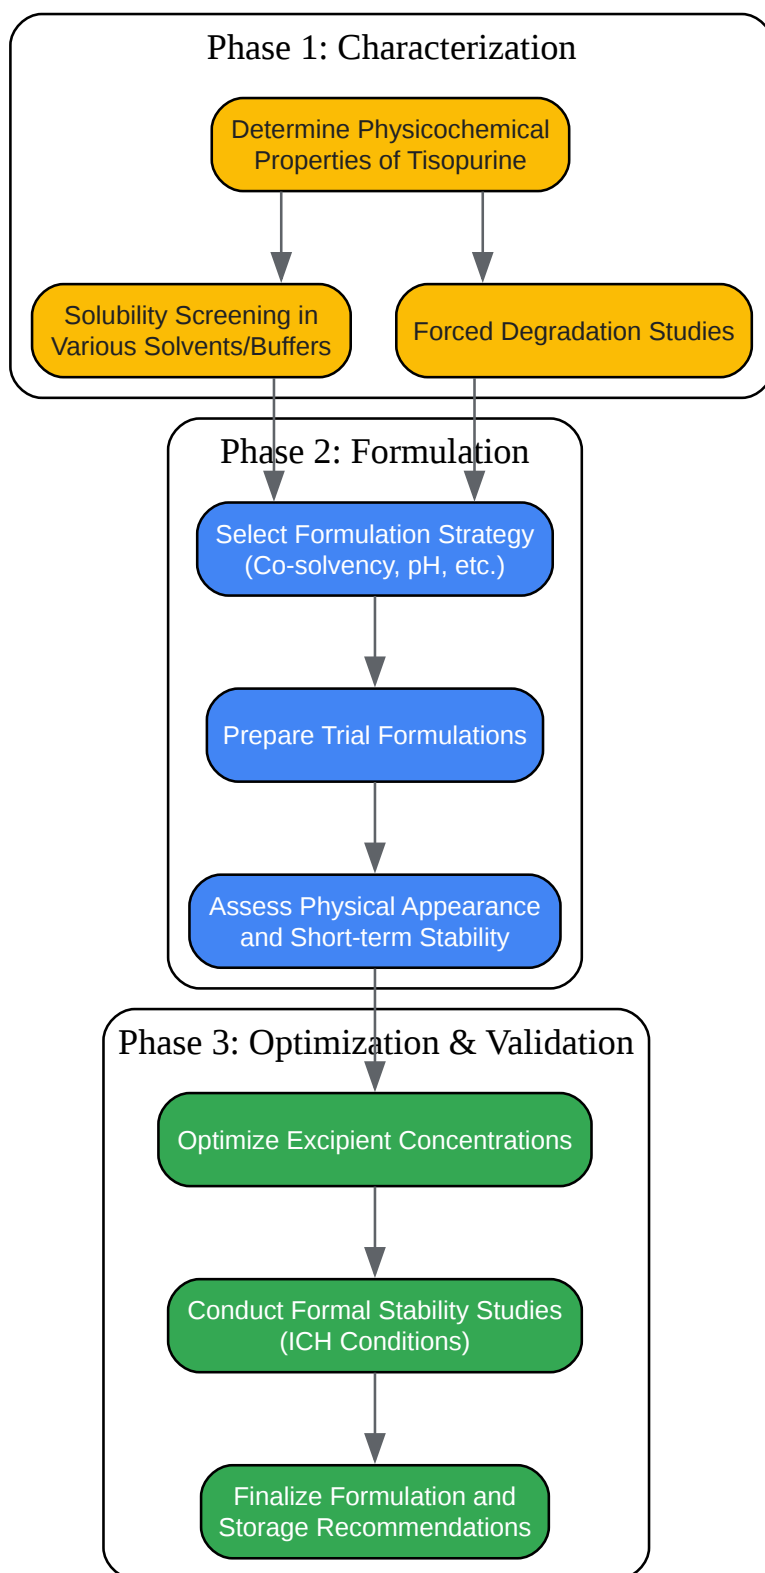 Phase 1: Characterization
Determine Physicochemical
Properties of Tisopurine
Solubility Screening in
Various Solvents/Buffers
Forced Degradation Studies
Phase 2: Formulation
Select Formulation Strategy
(Co-solvency, pH, etc.)
Prepare Trial Formulations
Assess Physical Appearance
and Short-term Stability
Phase 3: Optimization & Validation
Optimize Excipient Concentrations
Conduct Formal Stability Studies
(ICH Conditions)
Finalize Formulation and
Storage Recommendations